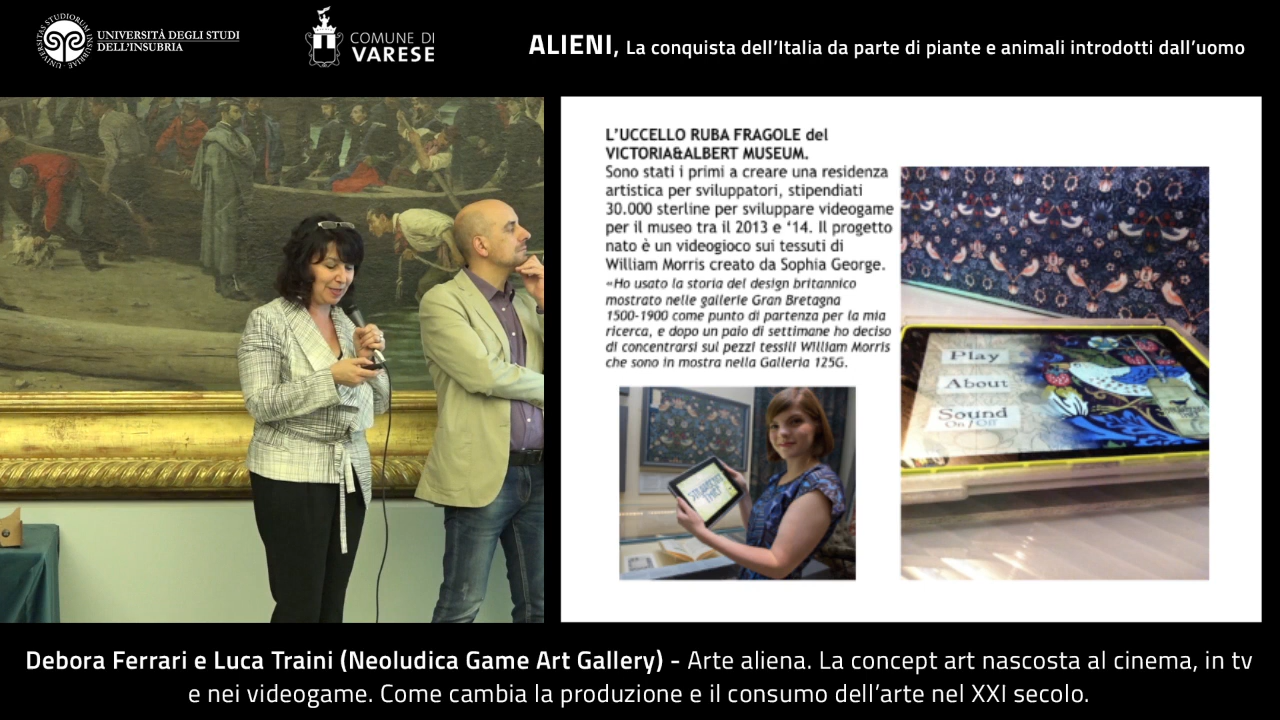 UNIVERSITÀ DEGLI STUDI
DELL'INSUBRIA
COMUNE DI
VARESE
ALIENI, La conquista dell'Italia da parte di piante e animali introdotti dall'uomo
L'UCCELLO RUBA FRAGOLE del
VICTORIA&ALBERT MUSEUM.
Sono stati i primi a creare una residenza
artistica per sviluppatori, stipendiati
30.000 sterline per sviluppare videogame
per il museo tra il 2013 e '14. Il progetto
nato è un videogioco sui tessuti di
William Morris creato da Sophia George.
«Ho usato la storia del design britannico
mostrato nelle gallerie Gran Bretagna
1500-1900 come punto di partenza per la mia
ricerca, e dopo un paio di settimane ho deciso
di concentrarsi sui pezzi tessili William Morris
che sono in mostra nella Galleria 125G.
Play
About
Sound
On/Off
STRAWBERRY
THIEF
Debora Ferrari e Luca Traini (Neoludica Game Art Gallery) - Arte aliena. La concept art nascosta al cinema, in tv
e nei videogame. Come cambia la produzione e il consumo dell'arte nel XXI secolo.